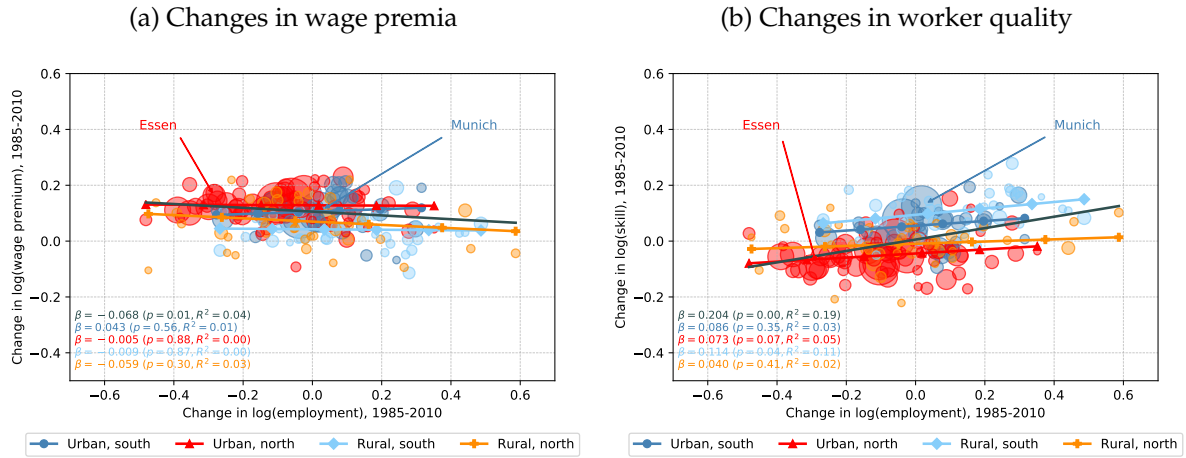 (a) Changes in wage premia
Change in log(wage premium), 1985-2010
0.6
0.4
0.2
0.0
−0.2
−0.4
Essen
Munich
β = −0.068 (p = 0.01, R² = 0.04)
β = 0.043 (p = 0.56, R² = 0.01)
β = −0.005 (p = 0.88, R² = 0.00)
β = −0.009 (p = 0.87, R² = 0.00)
β = −0.059 (p = 0.30, R² = 0.03)
−0.6 −0.4 −0.2 0.0 0.2 0.4 0.6
Change in log(employment), 1985-2010
Urban, south Urban, north Rural, south Rural, north
(b) Changes in worker quality
Change in log(skill), 1985-2010
0.6
0.4
0.2
0.0
−0.2
−0.4
Essen
Munich
β = 0.204 (p = 0.00, R² = 0.19)
β = 0.086 (p = 0.35, R² = 0.03)
β = 0.073 (p = 0.07, R² = 0.05)
β = 0.114 (p = 0.04, R² = 0.11)
β = 0.040 (p = 0.41, R² = 0.02)
−0.6 −0.4 −0.2 0.0 0.2 0.4 0.6
Change in log(employment), 1985-2010
Urban, south Urban, north Rural, south Rural, north